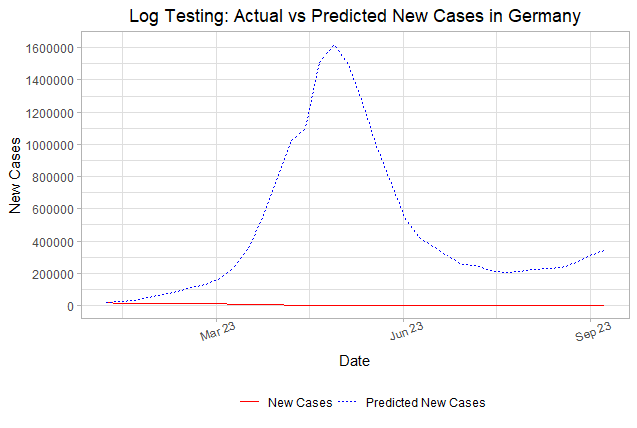 Log Testing: Actual vs Predicted New Cases in Germany
1600000
1400000
1200000
1000000
800000
600000
400000
200000
0
New Cases
Mar 23
Jun 23
Sep 23
Date
New Cases
Predicted New Cases